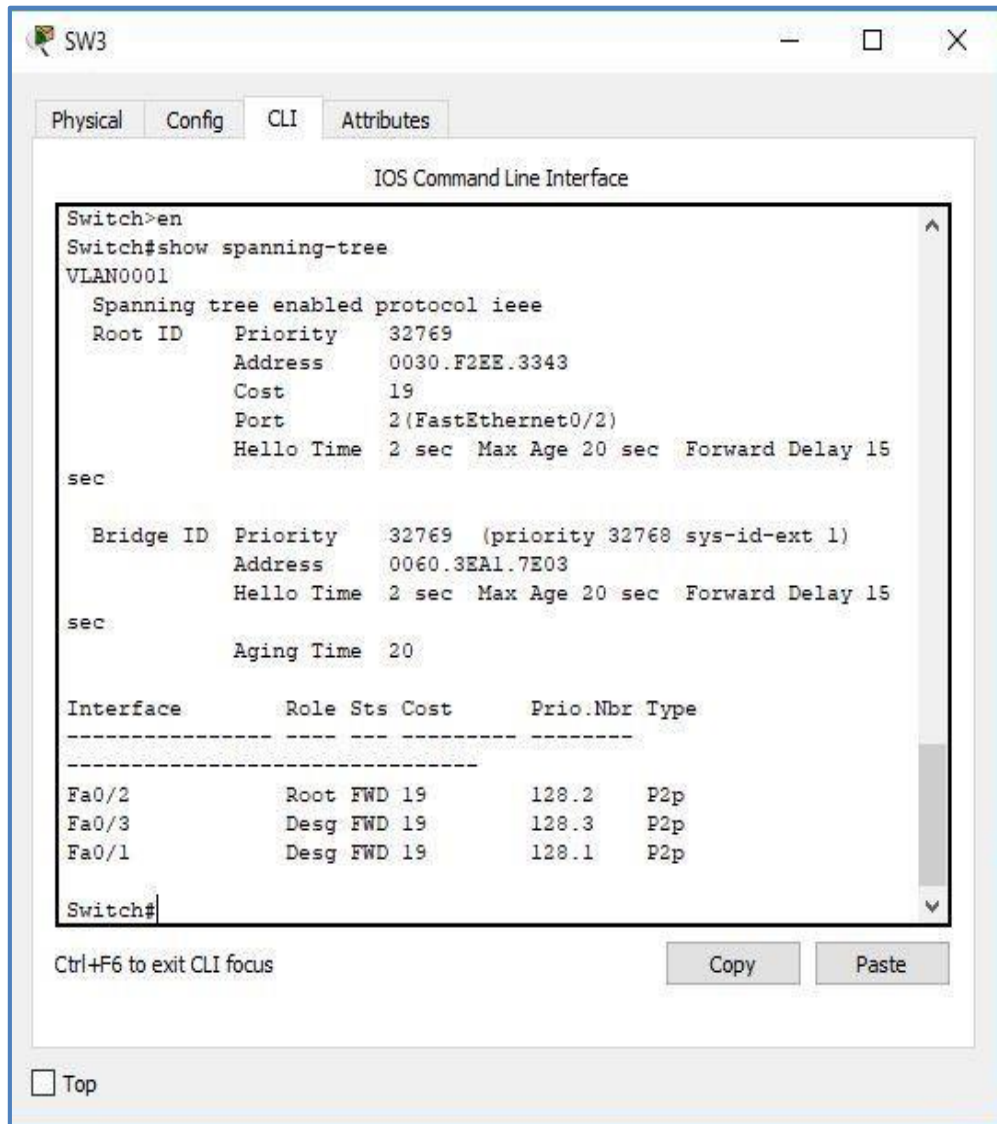 SW3
Physical Config CLI Attributes
IOS Command Line Interface
Switch>en
Switch#show spanning-tree
VLAN0001
  Spanning tree enabled protocol ieee
  Root ID    Priority    32769
             Address     0030.F2EE.3343
             Cost        19
             Port        2(FastEthernet0/2)
             Hello Time  2 sec  Max Age 20 sec  Forward Delay 15
sec

  Bridge ID  Priority    32769  (priority 32768 sys-id-ext 1)
             Address     0060.3EA1.7E03
             Hello Time  2 sec  Max Age 20 sec  Forward Delay 15
sec
             Aging Time  20

Interface        Role Sts Cost      Prio.Nbr Type
---------------- ---- --- --------- --------
--------------------------------
Fa0/2            Root FWD 19        128.2    P2p
Fa0/3            Desg FWD 19        128.3    P2p
Fa0/1            Desg FWD 19        128.1    P2p

Switch#
Ctrl+F6 to exit CLI focus
Copy Paste
Top